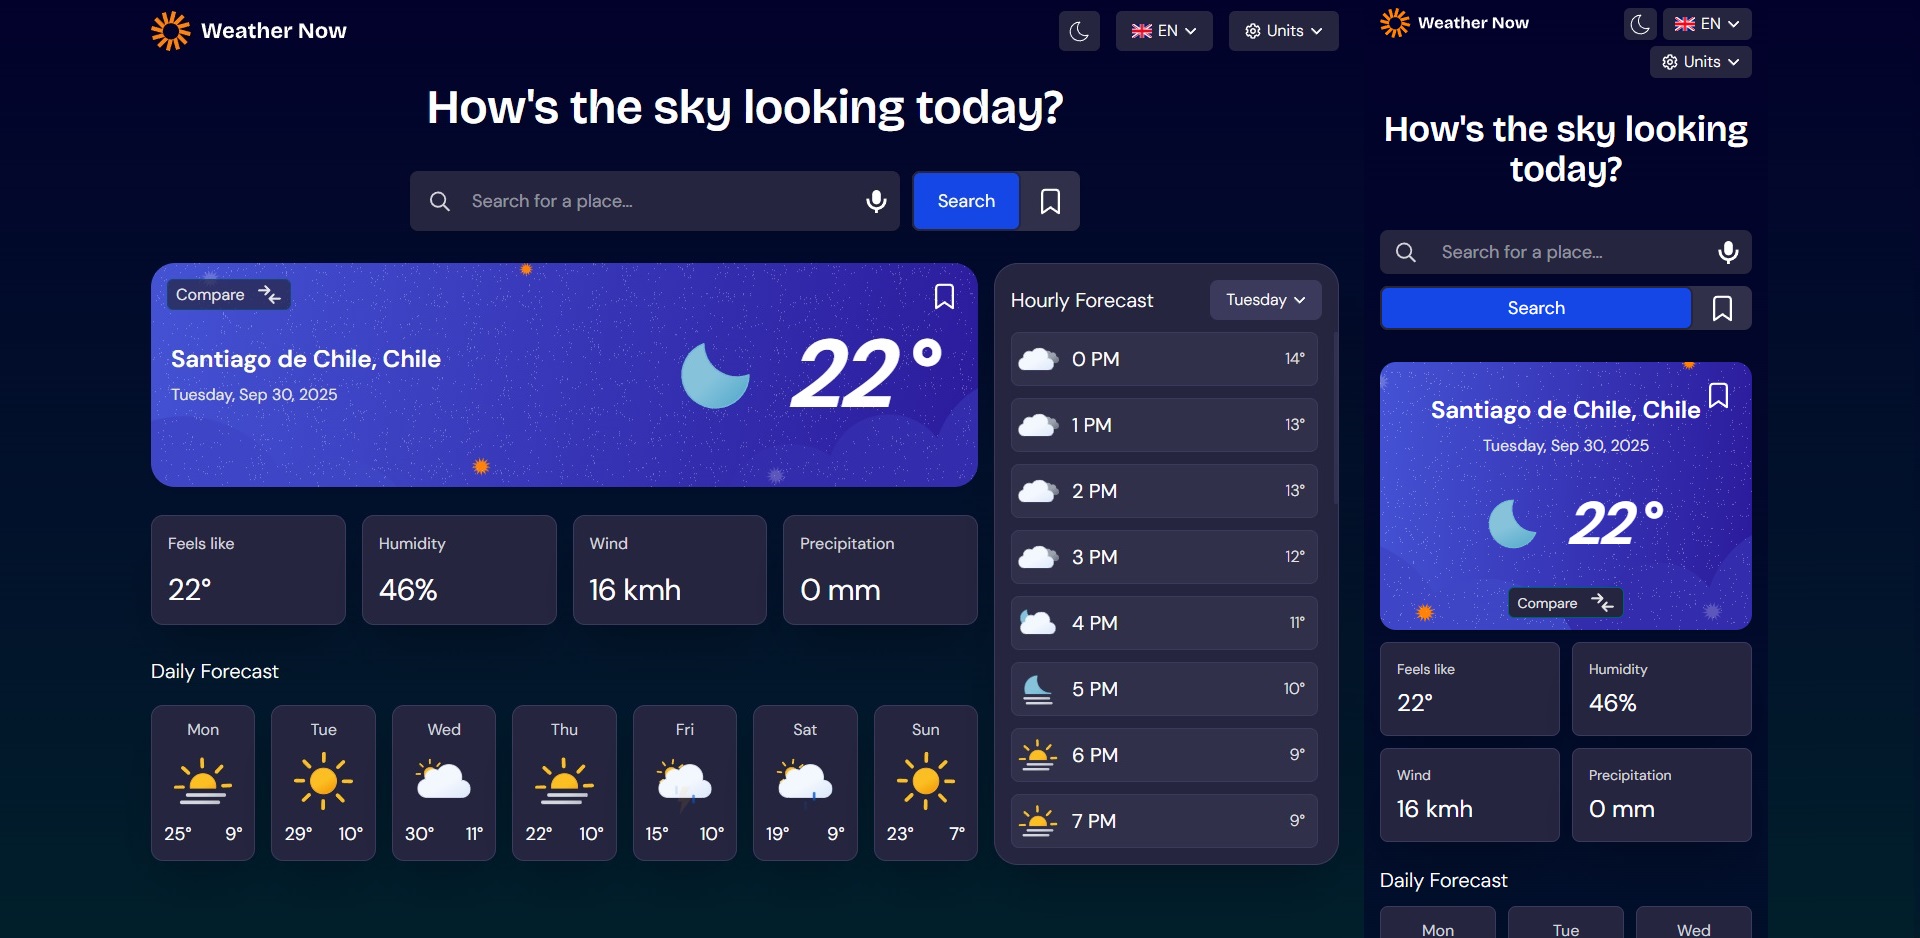 Weather Now
EN
Units
How's the sky looking today?
Search for a place...
Search
Compare
Santiago de Chile, Chile
Tuesday, Sep 30, 2025
22°
Feels like
22°
Humidity
46%
Wind
16 kmh
Precipitation
0 mm
Daily Forecast
Mon
25° 9°
Tue
29° 10°
Wed
30° 11°
Thu
22° 10°
Fri
15° 10°
Sat
19° 9°
Sun
23° 7°
Hourly Forecast
Tuesday
0 PM 14°
1 PM 13°
2 PM 13°
3 PM 12°
4 PM 11°
5 PM 10°
6 PM 9°
7 PM 9°
Weather Now
EN
Units
How's the sky looking
today?
Search for a place...
Search
Santiago de Chile, Chile
Tuesday, Sep 30, 2025
22°
Compare
Feels like
22°
Humidity
46%
Wind
16 kmh
Precipitation
0 mm
Daily Forecast
Mon
Tue
Wed